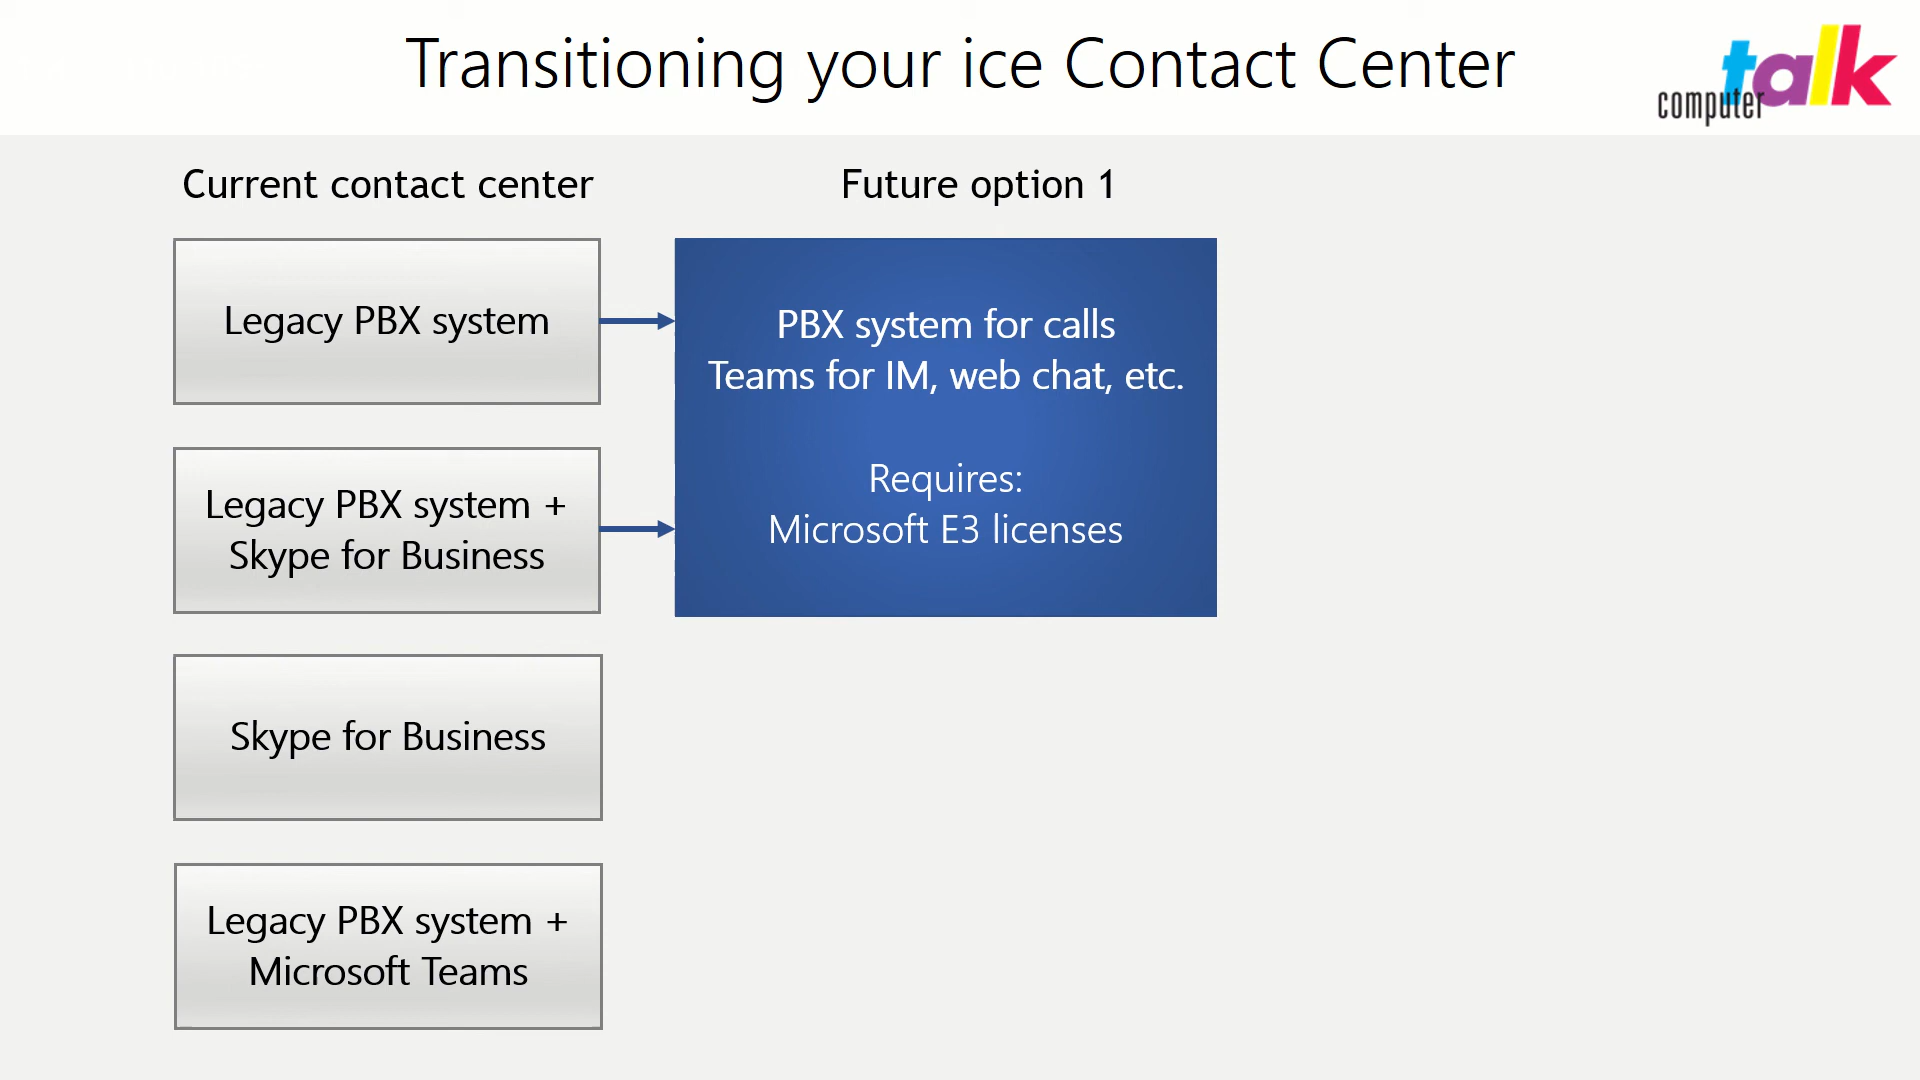 Transitioning your ice Contact Center
computer talk
Current contact center
Future option 1
Legacy PBX system
PBX system for calls
Teams for IM, web chat, etc.
Requires:
Microsoft E3 licenses
Legacy PBX system +
Skype for Business
Skype for Business
Legacy PBX system +
Microsoft Teams